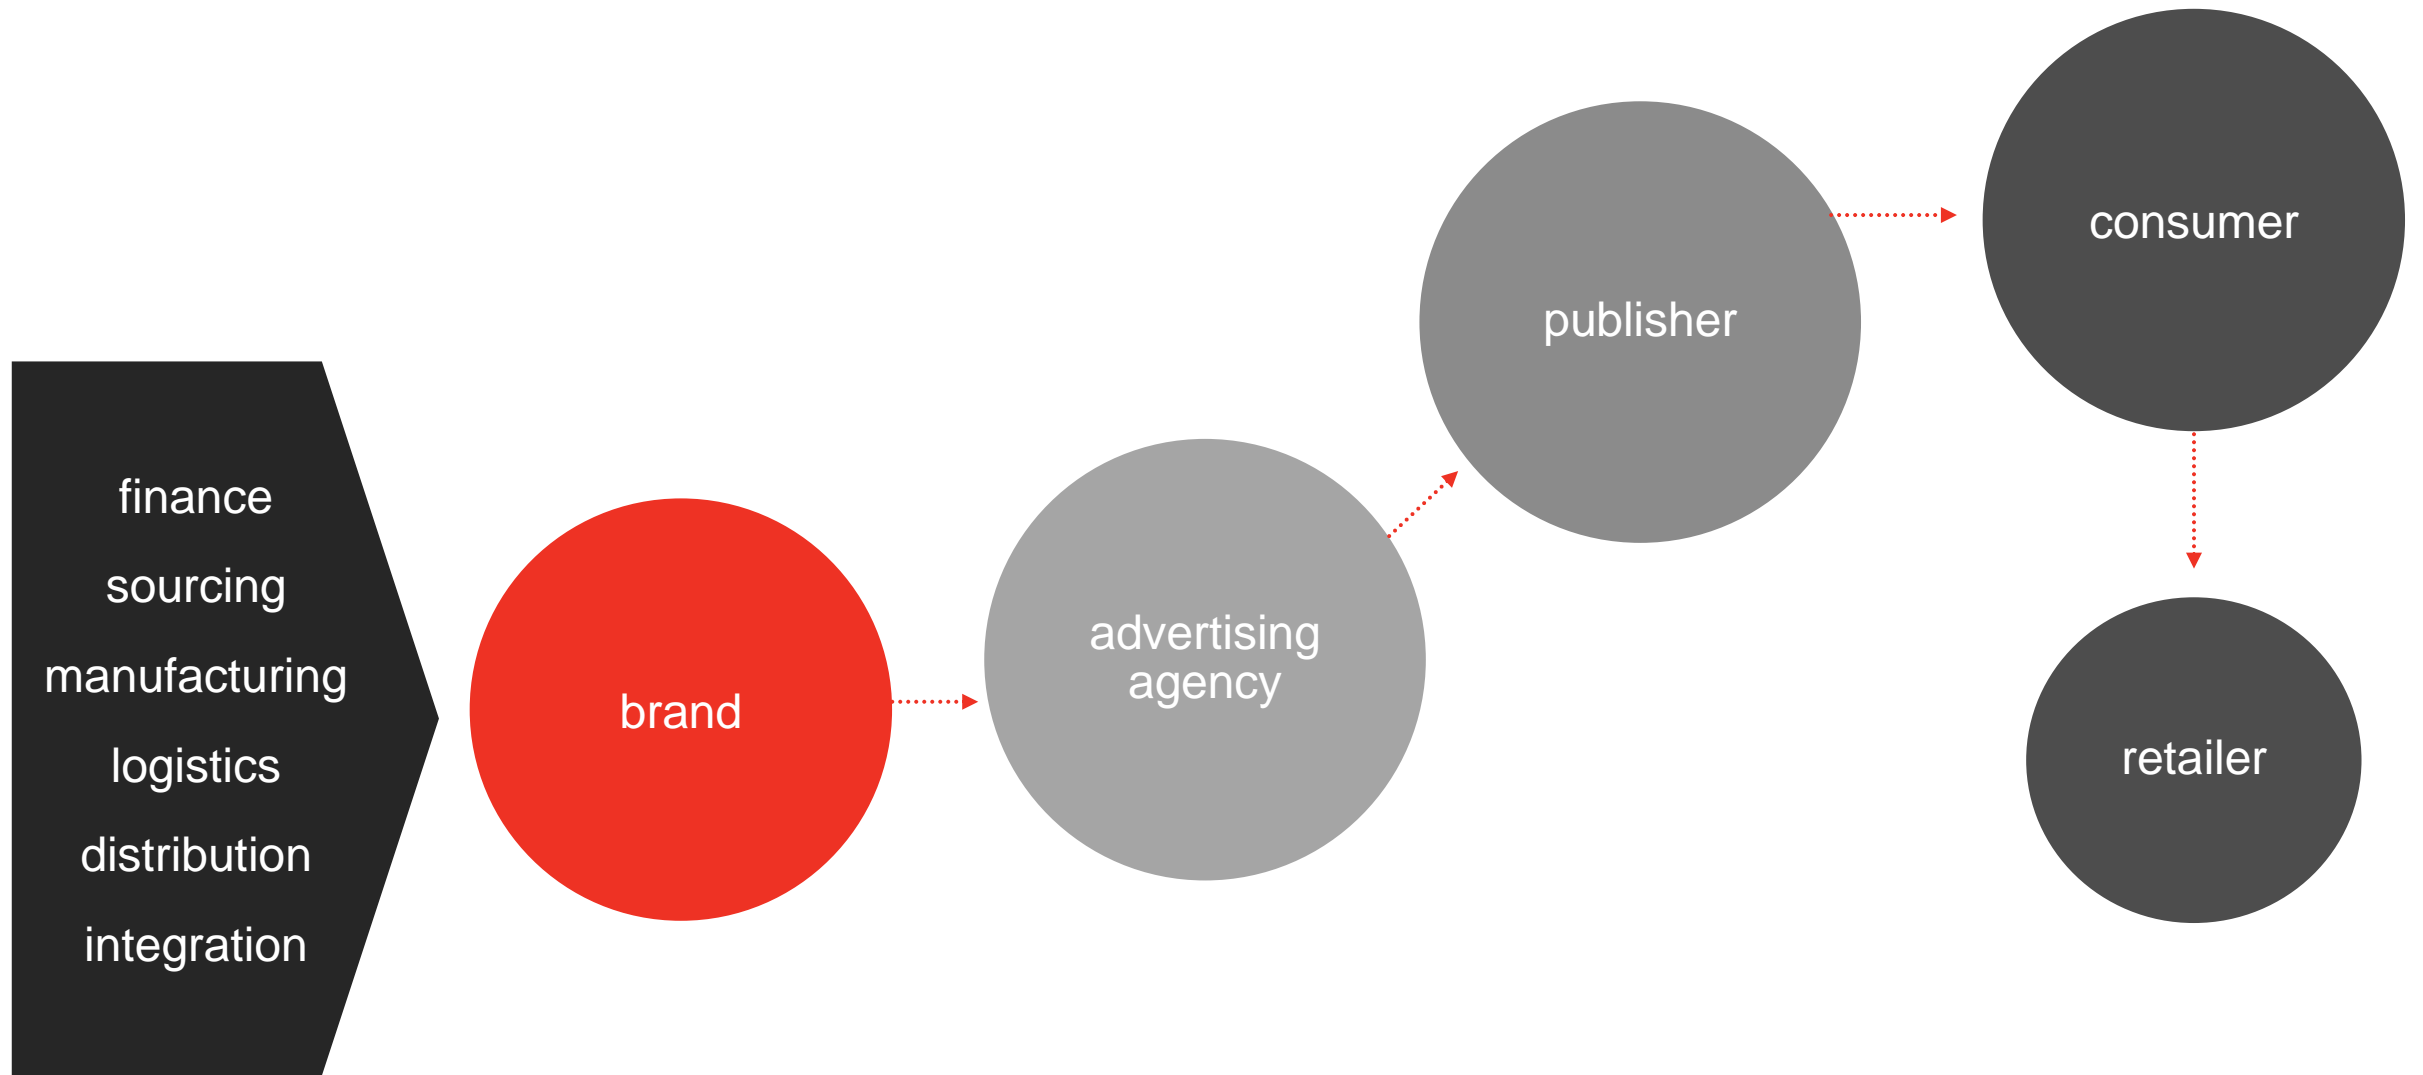 finance
sourcing
manufacturing
logistics
distribution
integration
brand
advertising
agency
publisher
consumer
retailer